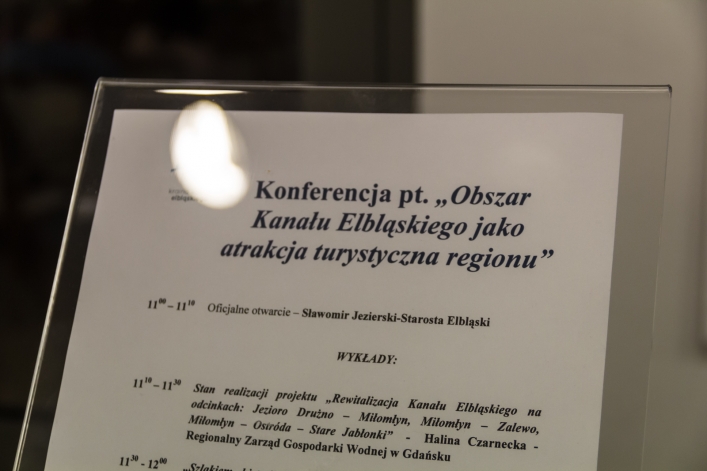 Konferencja pt. „Obszar
Kanału Elbląskiego jako
atrakcja turystyczna regionu”
11⁰⁰ – 11¹⁰ Oficjalne otwarcie – Sławomir Jezierski-Starosta Elbląski
WYKŁADY:
11¹⁰ – 11³⁰ Stan realizacji projektu „Rewitalizacja Kanału Elbląskiego na
odcinkach: Jezioro Drużno – Miłomłyn, Miłomłyn – Zalewo,
Miłomłyn – Ostróda – Stare Jabłonki” - Halina Czarnecka -
Regionalny Zarząd Gospodarki Wodnej w Gdańsku
11³⁰ - 12⁰⁰ „Szlakiem